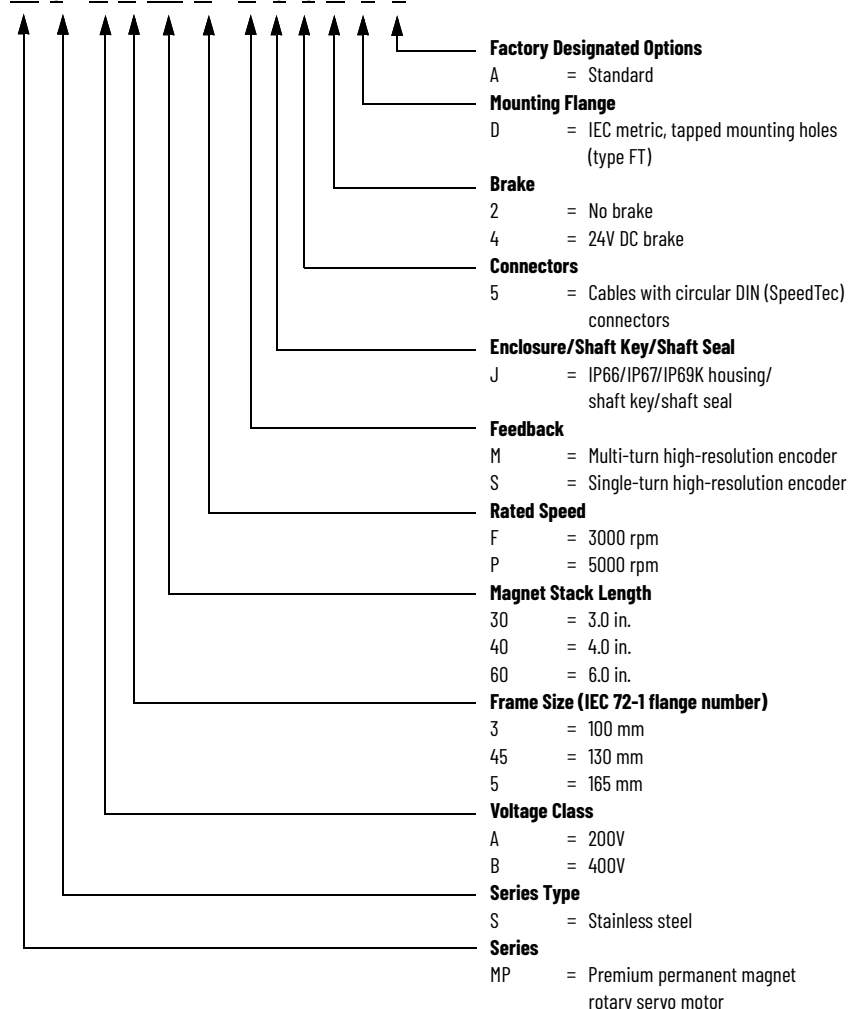 Factory Designated Options
A = Standard
Mounting Flange
D = IEC metric, tapped mounting holes
(type FT)
Brake
2 = No brake
4 = 24V DC brake
Connectors
5 = Cables with circular DIN (SpeedTec)
connectors
Enclosure/Shaft Key/Shaft Seal
J = IP66/IP67/IP69K housing/
shaft key/shaft seal
Feedback
M = Multi-turn high-resolution encoder
S = Single-turn high-resolution encoder
Rated Speed
F = 3000 rpm
P = 5000 rpm
Magnet Stack Length
30 = 3.0 in.
40 = 4.0 in.
60 = 6.0 in.
Frame Size (IEC 72-1 flange number)
3 = 100 mm
45 = 130 mm
5 = 165 mm
Voltage Class
A = 200V
B = 400V
Series Type
S = Stainless steel
Series
MP = Premium permanent magnet
rotary servo motor